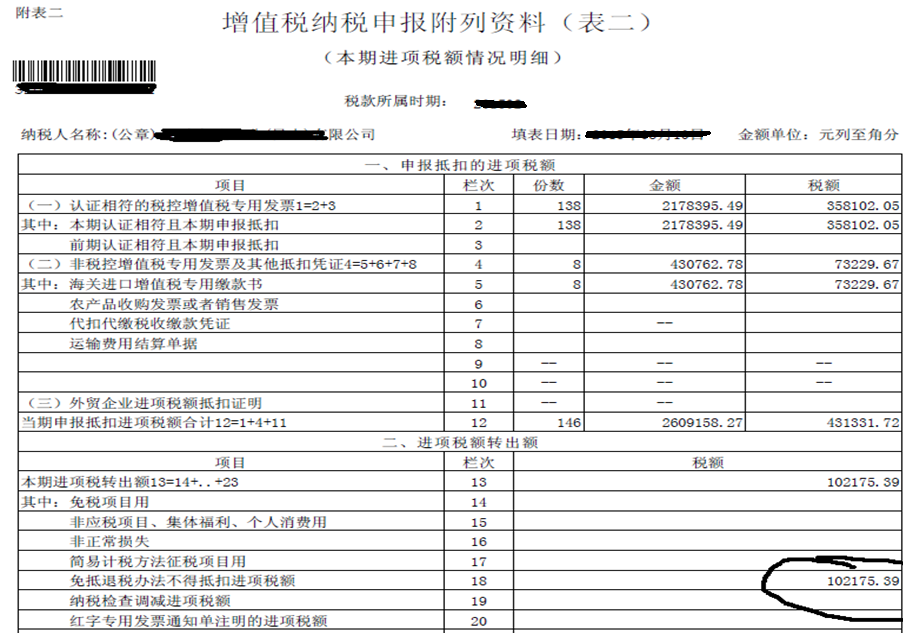 附表二
增值税纳税申报附列资料（表二）
（本期进项税额情况明细）
税款所属时期：
纳税人名称:(公章) 有限公司
填表日期： 金额单位：元列至角分
一、申报抵扣的进项税额
项目 栏次 份数 金额 税额
（一）认证相符的税控增值税专用发票1=2+3 1 138 2178395.49 358102.05
其中：本期认证相符且本期申报抵扣 2 138 2178395.49 358102.05
前期认证相符且本期申报抵扣 3
（二）非税控增值税专用发票及其他抵扣凭证4=5+6+7+8 4 8 430762.78 73229.67
其中：海关进口增值税专用缴款书 5 8 430762.78 73229.67
农产品收购发票或者销售发票 6
代扣代缴税收缴款凭证 7 --
运输费用结算单据 8
9 -- -- --
10 -- -- --
（三）外贸企业进项税额抵扣证明 11 -- --
当期申报抵扣进项税额合计12=1+4+11 12 146 2609158.27 431331.72
二、进项税额转出额
项目 栏次 税额
本期进项税转出额13=14+..+23 13 102175.39
其中：免税项目用 14
非应税项目、集体福利、个人消费用 15
非正常损失 16
简易计税方法征税项目用 17
免抵退税办法不得抵扣进项税额 18 102175.39
纳税检查调减进项税额 19
红字专用发票通知单注明的进项税额 20